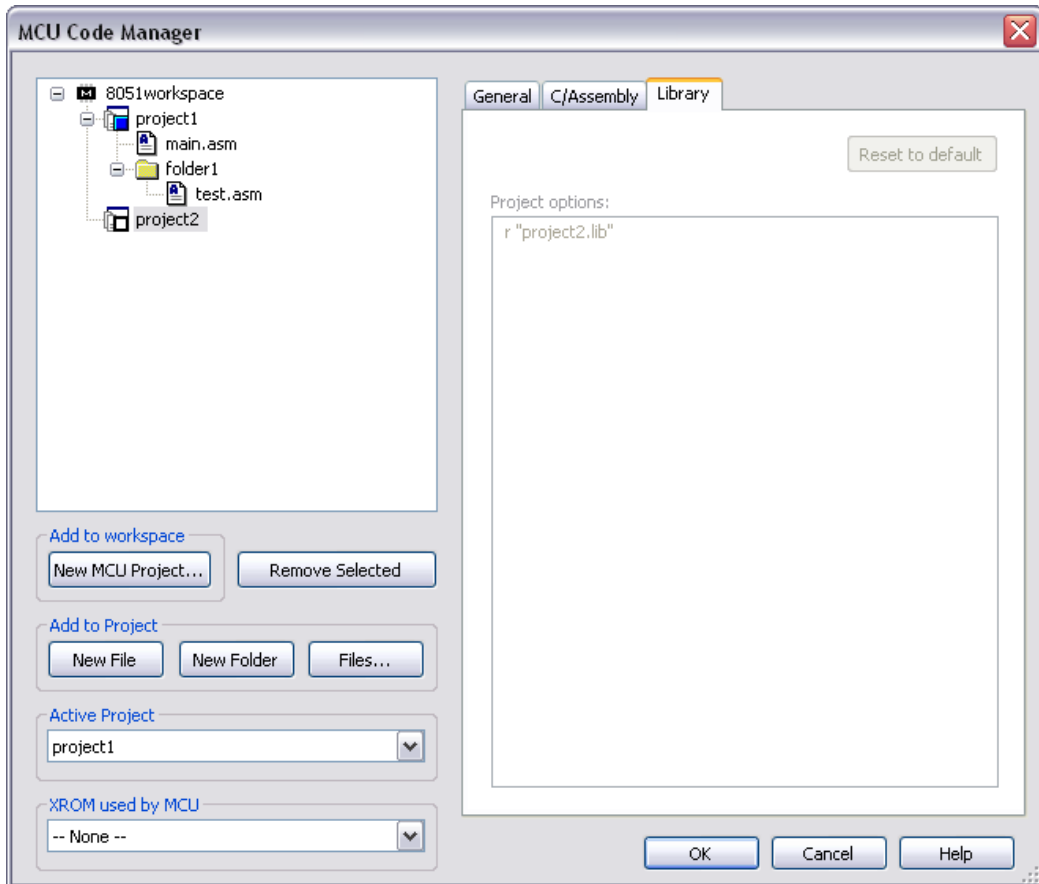 MCU Code Manager
8051workspace
project1
main.asm
folder1
test.asm
project2
Add to workspace
New MCU Project...
Remove Selected
Add to Project
New File
New Folder
Files...
Active Project
project1
XROM used by MCU
-- None --
General
C/Assembly
Library
Reset to default
Project options:
r "project2.lib"
OK
Cancel
Help